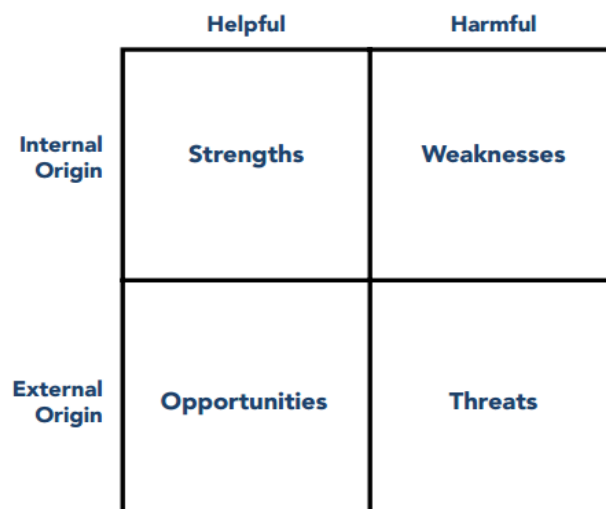 Helpful
Harmful
Internal
Origin
Strengths
Weaknesses
External
Origin
Opportunities
Threats